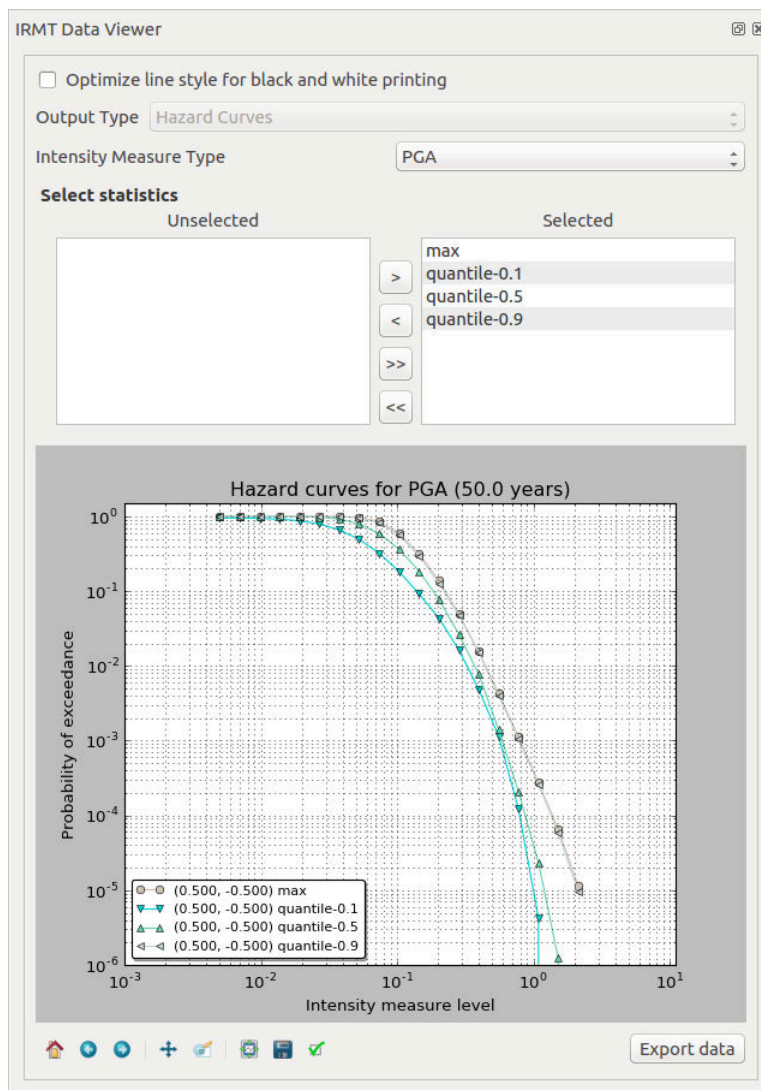 IRMT Data Viewer
Optimize line style for black and white printing
Output Type Hazard Curves
Intensity Measure Type PGA
Select statistics
Unselected Selected
max
quantile-0.1
quantile-0.5
quantile-0.9
>
<
>>
<<
Hazard curves for PGA (50.0 years)
Probability of exceedance
10^0
10^-1
10^-2
10^-3
10^-4
10^-5
10^-6
(0.500, -0.500) max
(0.500, -0.500) quantile-0.1
(0.500, -0.500) quantile-0.5
(0.500, -0.500) quantile-0.9
10^-3 10^-2 10^-1 10^0 10^1
Intensity measure level
Export data